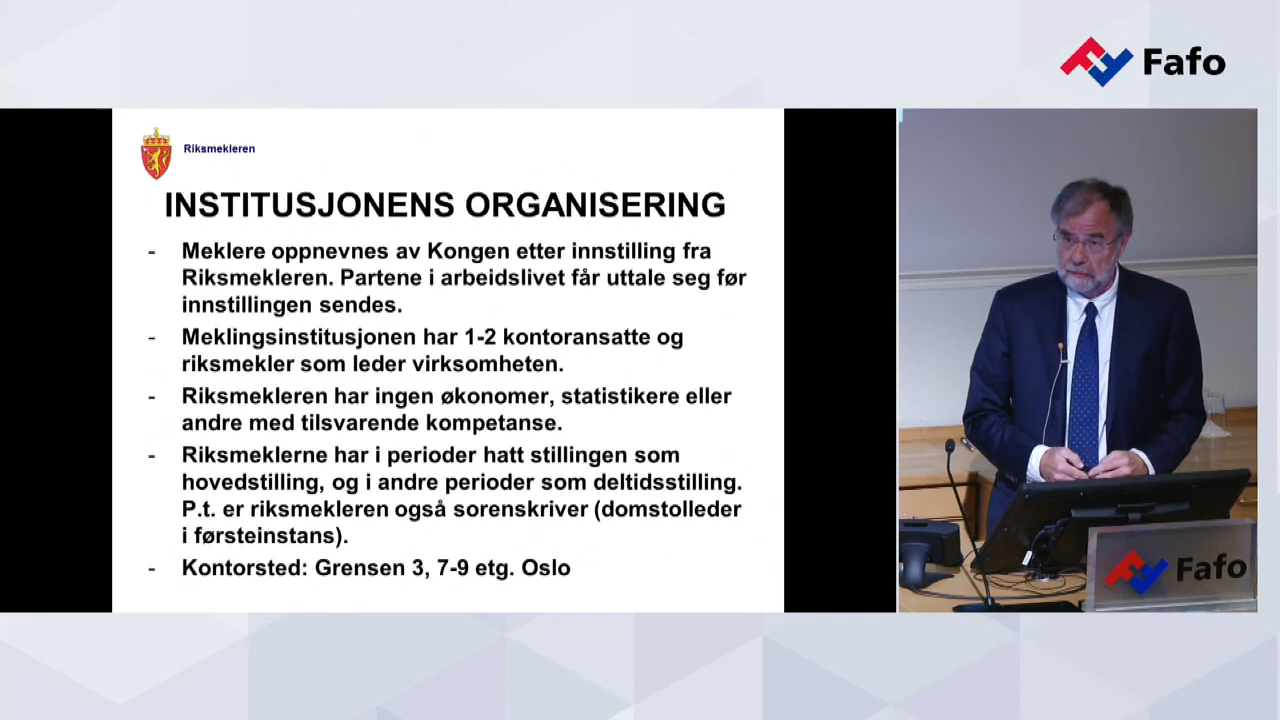 Fafo
Riksmekleren
INSTITUSJONENS ORGANISERING
- Meklere oppnevnes av Kongen etter innstilling fra
Riksmekleren. Partene i arbeidslivet får uttale seg før
innstillingen sendes.
- Meklingsinstitusjonen har 1-2 kontoransatte og
riksmekler som leder virksomheten.
- Riksmekleren har ingen økonomer, statistikere eller
andre med tilsvarende kompetanse.
- Riksmeklerne har i perioder hatt stillingen som
hovedstilling, og i andre perioder som deltidsstilling.
P.t. er riksmekleren også sorenskriver (domstolleder
i førsteinstans).
- Kontorsted: Grensen 3, 7-9 etg. Oslo
Fafo